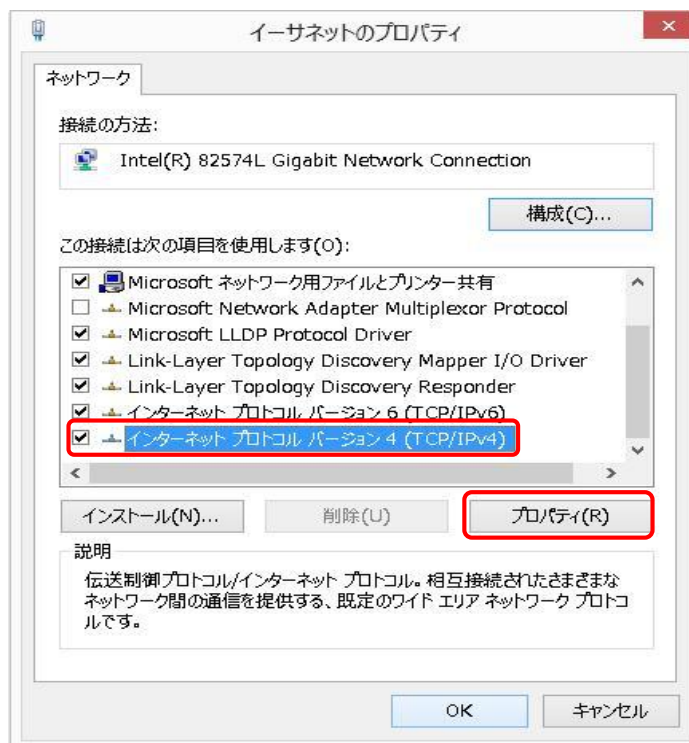 イーサネットのプロパティ
ネットワーク
接続の方法:
Intel(R) 82574L Gigabit Network Connection
構成(C)...
この接続は次の項目を使用します(O):
Microsoft ネットワーク用ファイルとプリンター共有
Microsoft Network Adapter Multiplexor Protocol
Microsoft LLDP Protocol Driver
Link-Layer Topology Discovery Mapper I/O Driver
Link-Layer Topology Discovery Responder
インターネット プロトコル バージョン 6 (TCP/IPv6)
インターネット プロトコル バージョン 4 (TCP/IPv4)
インストール(N)...
削除(U)
プロパティ(R)
説明
伝送制御プロトコル/インターネット プロトコル。相互接続されたさまざまな
ネットワーク間の通信を提供する、既定のワイド エリア ネットワーク プロトコ
ルです。
OK
キャンセル